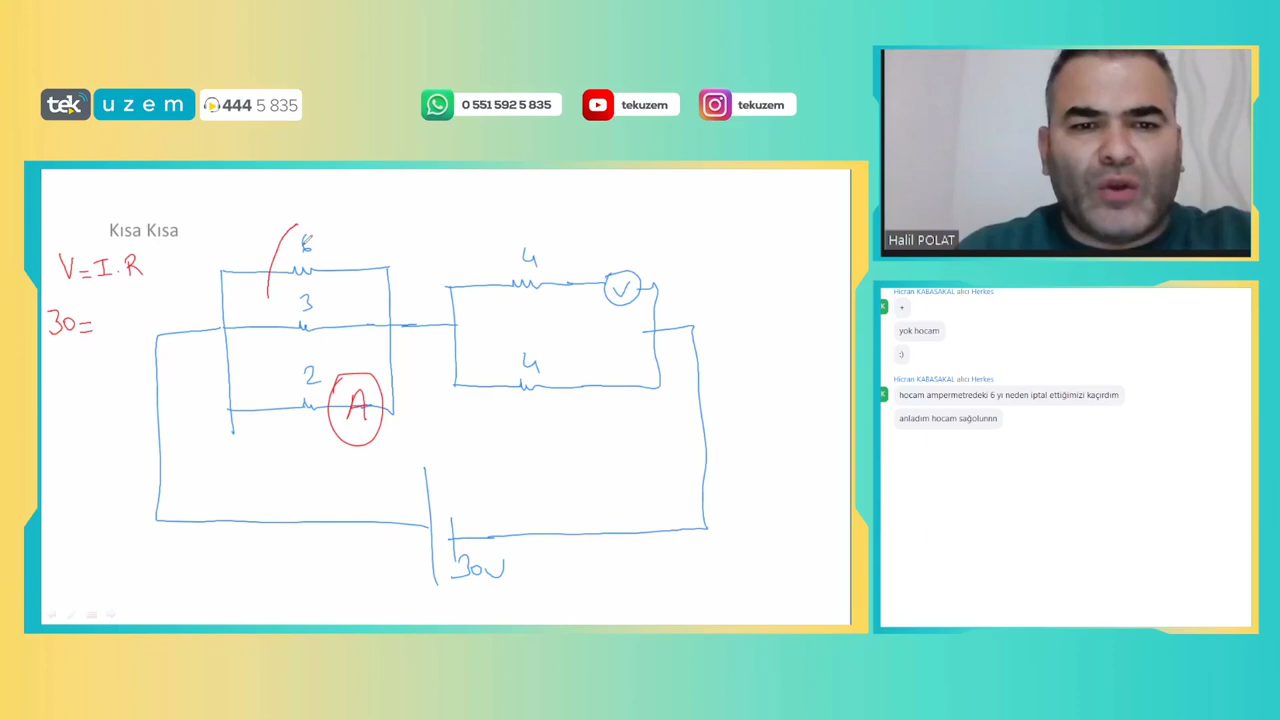 tek uzem 444 5 835
0 551 592 5 835
tekuzem
tekuzem
Kısa Kısa
V=I.R
30=
6
3
2
A
4
V
4
30V
Halil POLAT
Hicran KABASAKAL alıcı Herkes
+
yok hocam
:)
Hicran KABASAKAL alıcı Herkes
K
hocam ampermetredeki 6 yı neden iptal ettiğimizi kaçırdım
anladım hocam sağolunnn